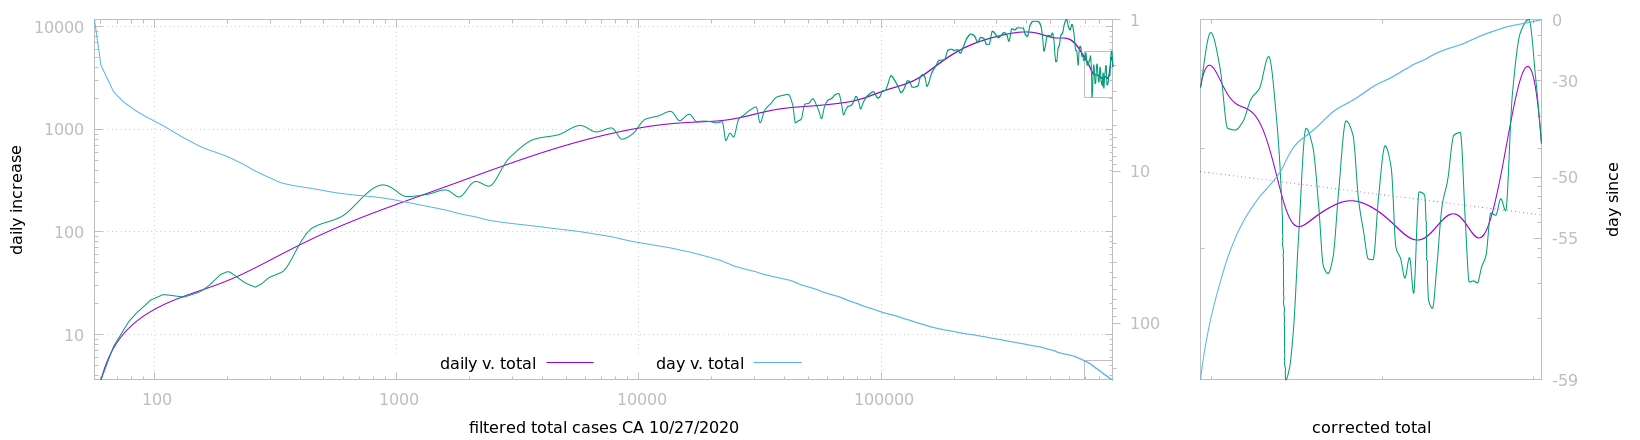 10000
1000
100
10
daily increase
100
1000
10000
100000
filtered total cases CA 10/27/2020
daily v. total
day v. total
1
10
100
-0
-30
-50
-55
-59
day since
corrected total